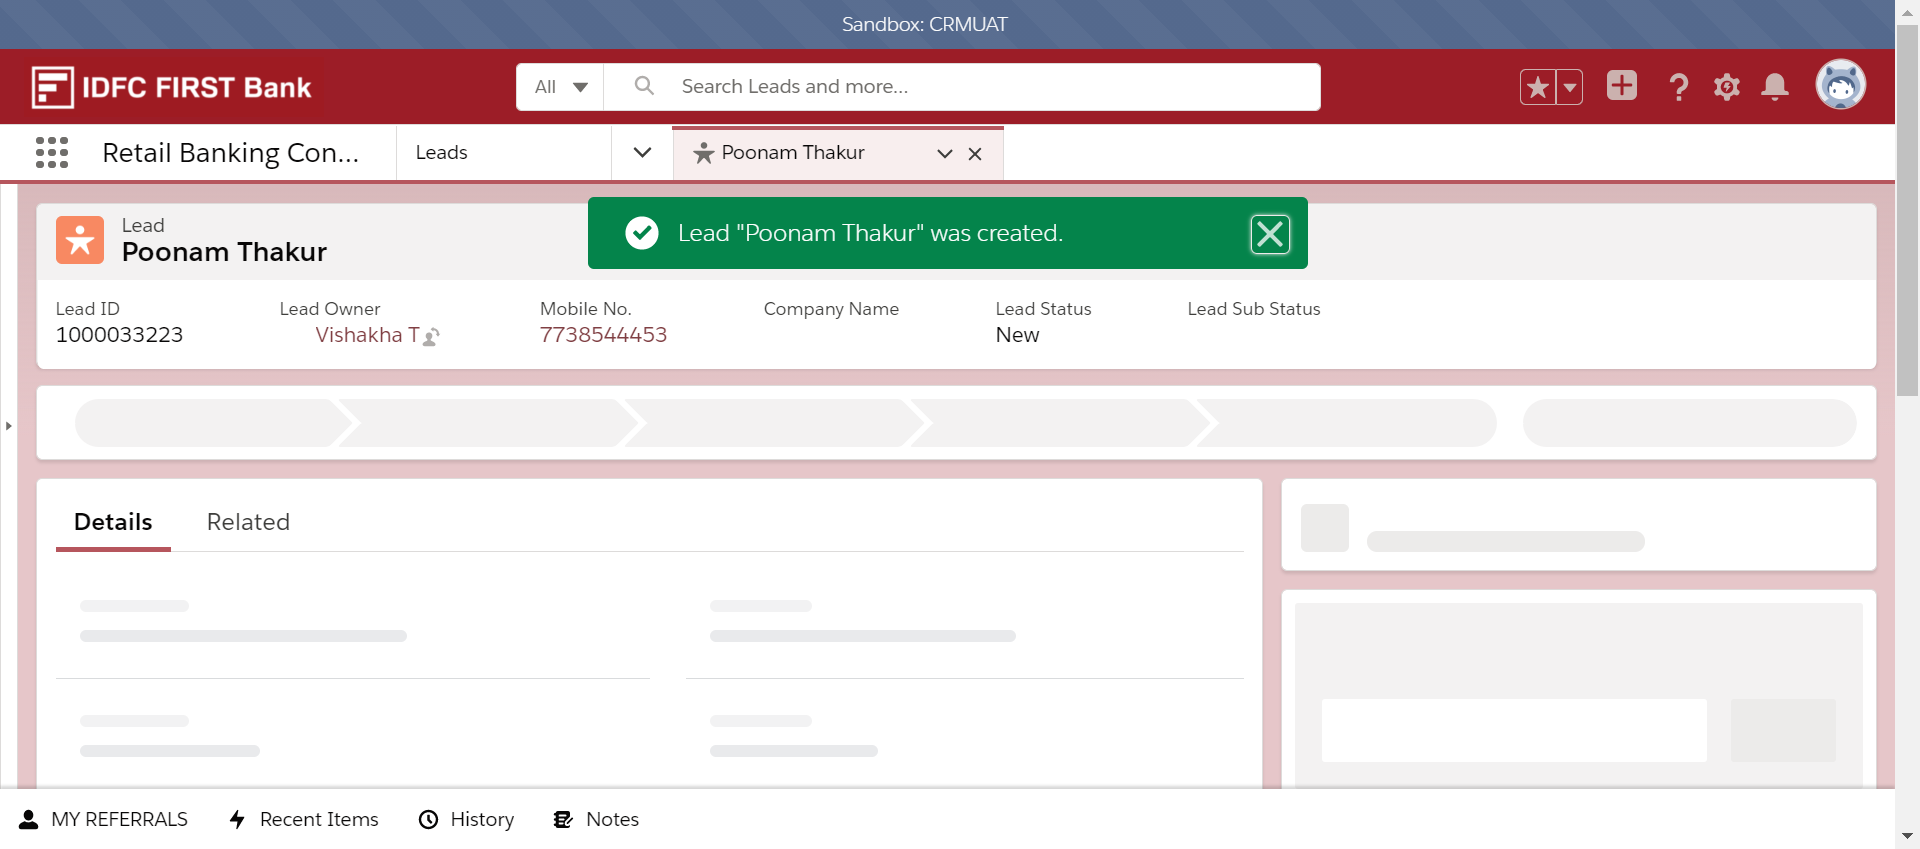 Sandbox: CRMUAT
IDFC FIRST Bank
All
Search Leads and more...
Retail Banking Con...
Leads
Poonam Thakur
Lead
Poonam Thakur
Lead "Poonam Thakur" was created.
Lead ID
1000033223
Lead Owner
Vishakha T
Mobile No.
7738544453
Company Name
Lead Status
New
Lead Sub Status
Details
Related
MY REFERRALS
Recent Items
History
Notes